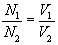 N₁/N₂ = V₁/V₂